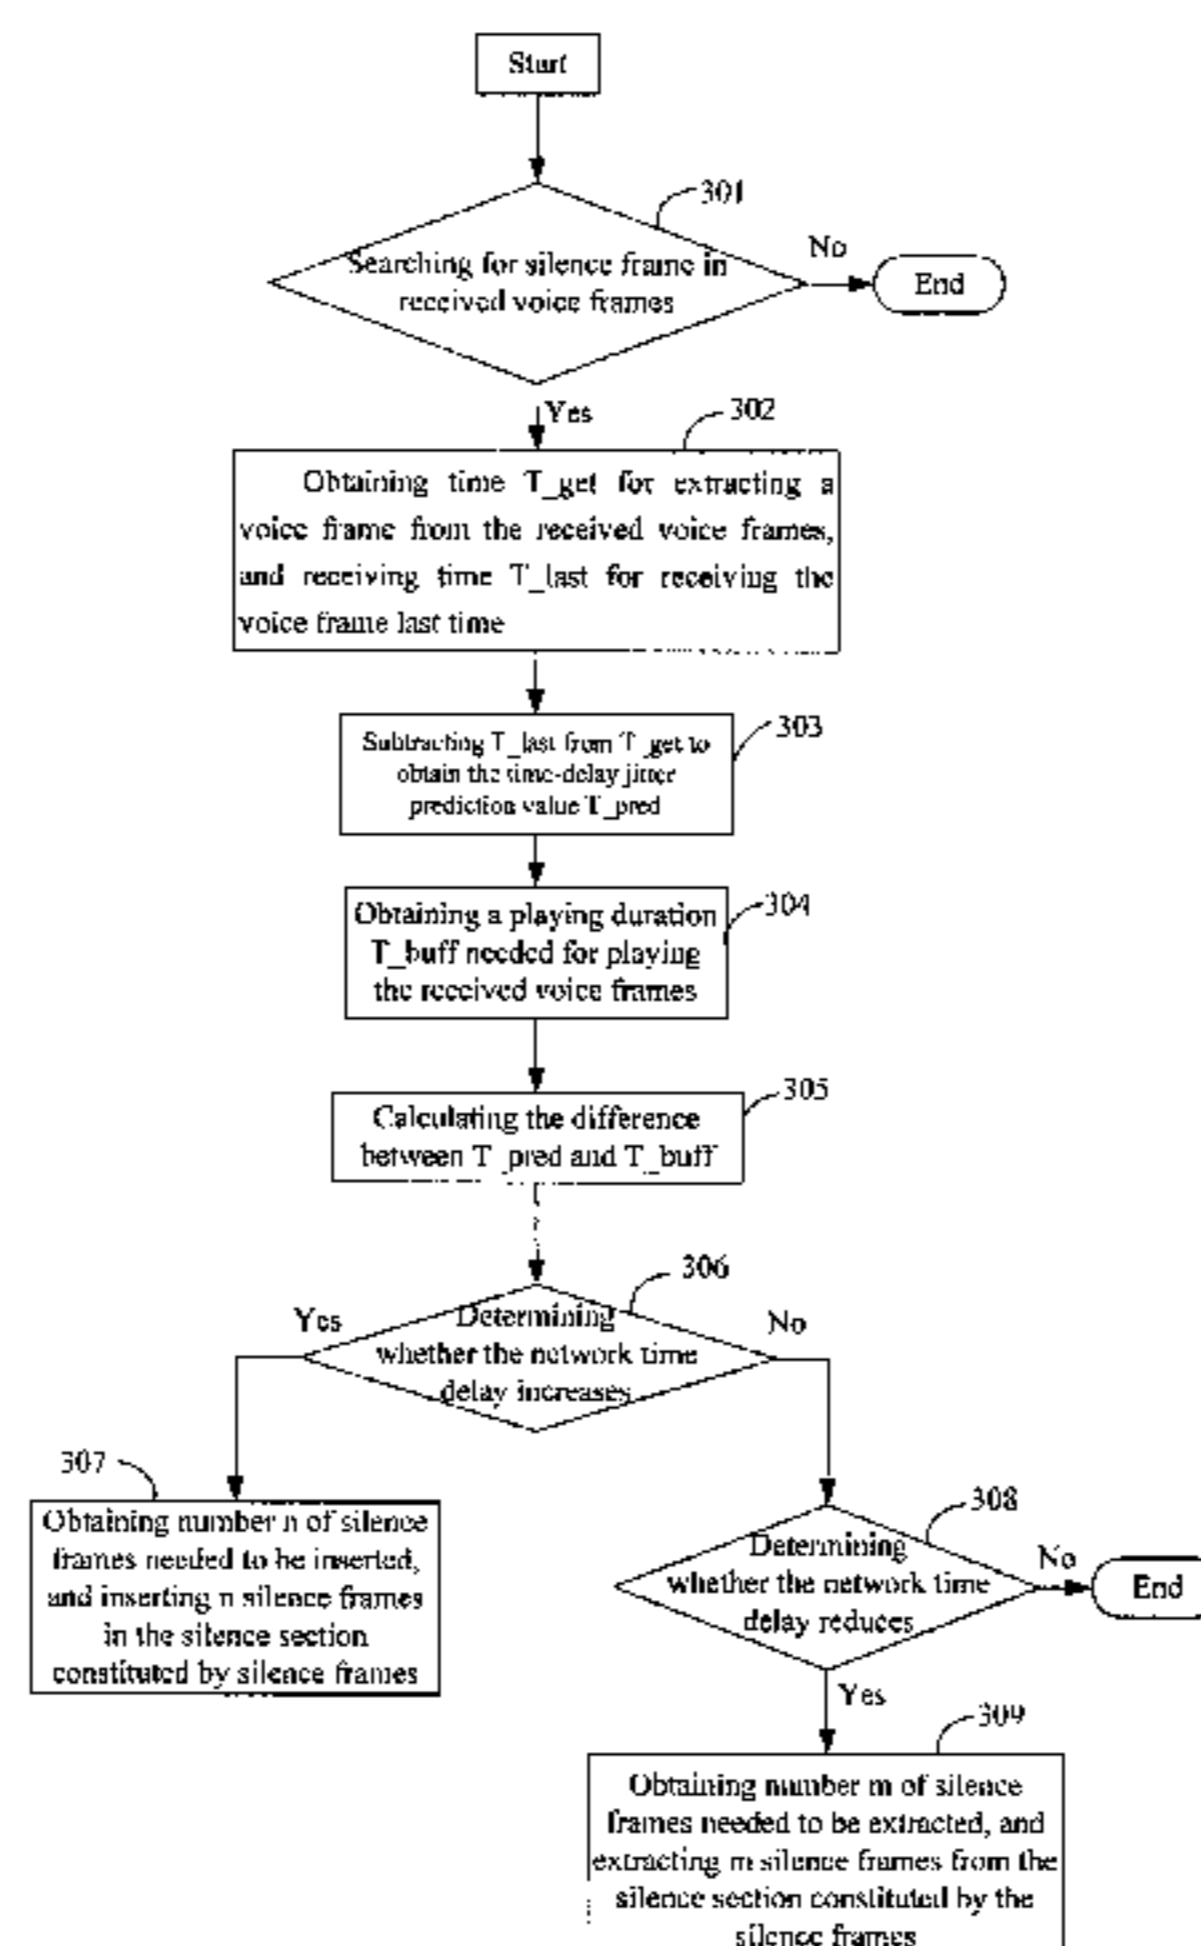 Start
301
Searching for silence frame in
received voice frames
No
End
Yes
302
Obtaining time T_get for extracting a
voice frame from the received voice frames,
and receiving time T_last for receiving the
voice frame last time
303
Subtracting T_last from T_get to
obtain the time-delay jitter
prediction value T_pred
304
Obtaining a playing duration
T_buff needed for playing
the received voice frames
305
Calculating the difference
between T_pred and T_buff
306
Yes
Determining
whether the network time
delay increases
No
307
Obtaining number n of silence
frames needed to be inserted,
and inserting n silence frames
in the silence section
constituted by silence frames
308
Determining
whether the network time
delay reduces
No
End
Yes
309
Obtaining number m of silence
frames needed to be extracted, and
extracting m silence frames from the
silence section constituted by the
silence frames